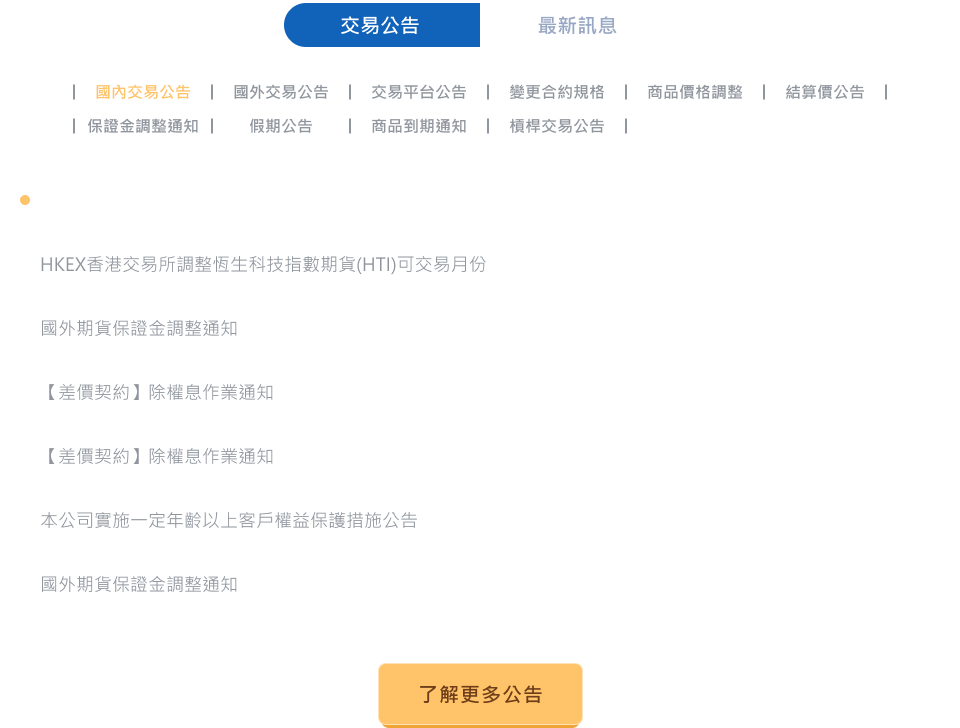 交易公告 最新訊息
| 國內交易公告 | 國外交易公告 | 交易平台公告 | 變更合約規格 | 商品價格調整 | 結算價公告 |
| 保證金調整通知 | 假期公告 | 商品到期通知 | 槓桿交易公告 |
HKEX香港交易所調整恆生科技指數期貨(HTI)可交易月份
國外期貨保證金調整通知
【差價契約】除權息作業通知
【差價契約】除權息作業通知
本公司實施一定年齡以上客戶權益保護措施公告
國外期貨保證金調整通知
了解更多公告